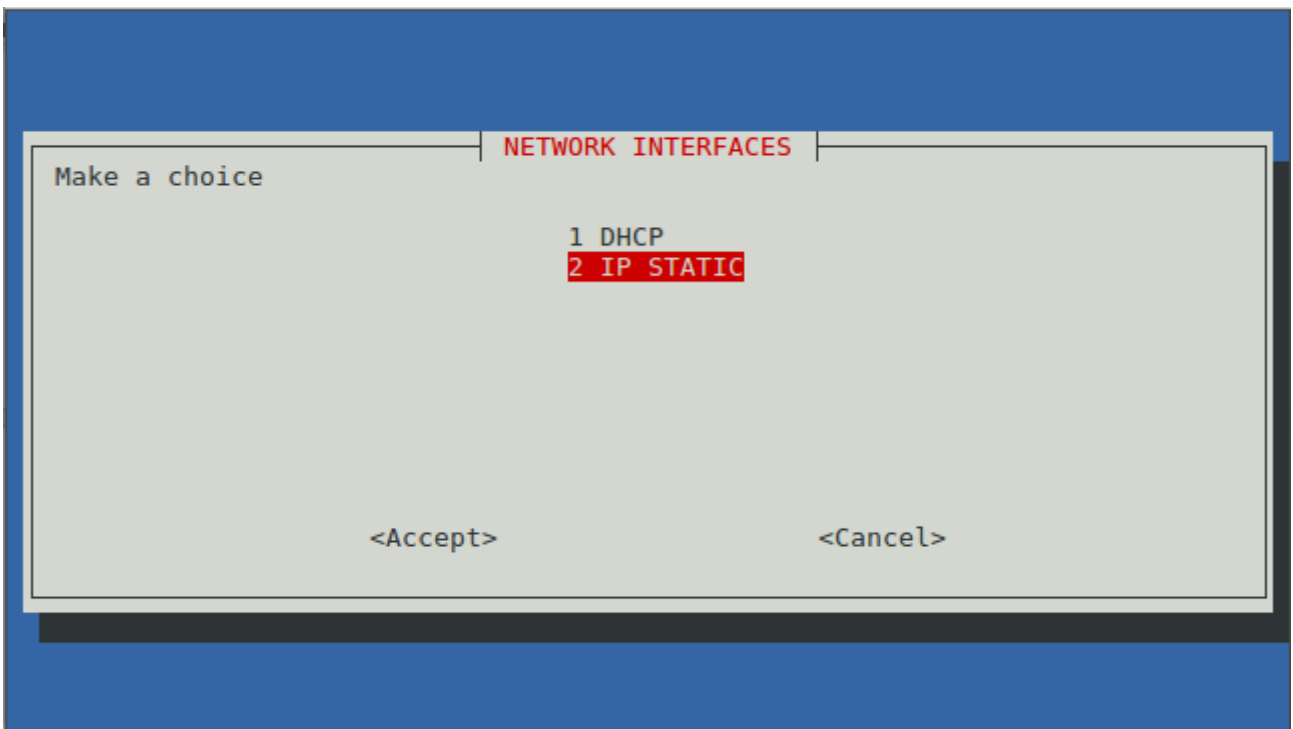 NETWORK INTERFACES
Make a choice
1 DHCP
2 IP STATIC
<Accept> <Cancel>